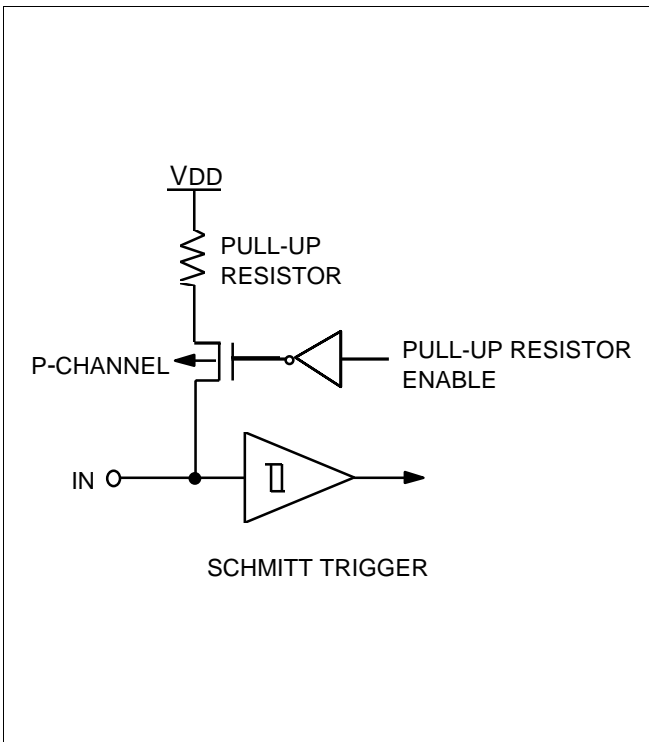 VDD
PULL-UP
RESISTOR
P-CHANNEL
PULL-UP RESISTOR
ENABLE
IN
SCHMITT TRIGGER